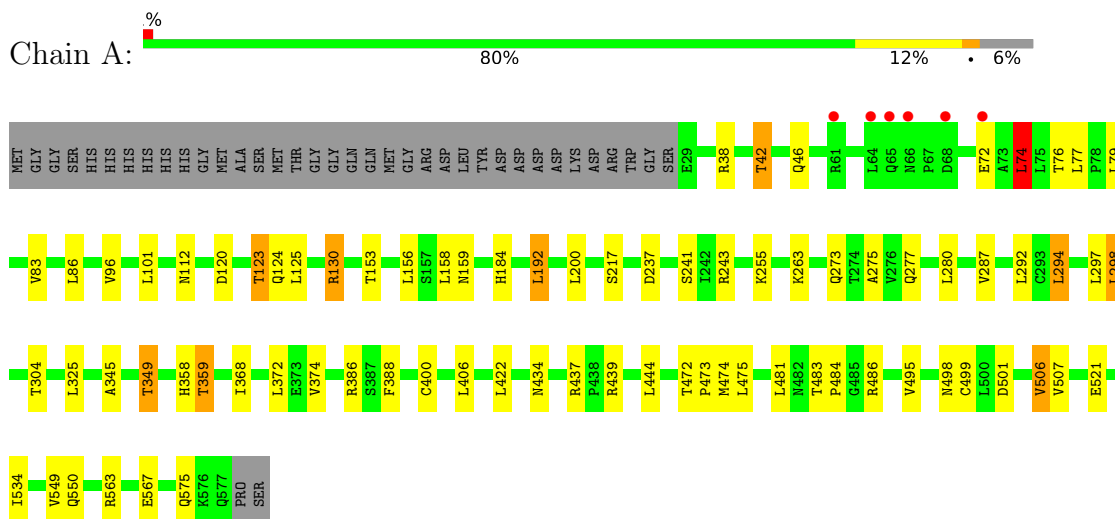 .%
Chain A:
80% 12% • 6%
MET GLY GLY SER HIS HIS HIS HIS HIS HIS GLY MET ALA SER MET THR GLY GLY GLN GLN MET GLY ARG ASP LEU TYR ASP ASP ASP ASP LYS ASP ARG TRP GLY SER E29 R38 T42 Q46 R61 L64 Q65 N66 P67 D68 E72 A73 L74 L75 T76 L77 P78 L79
V83 L86 V96 L101 N112 D120 T123 Q124 L125 R130 T153 L156 S157 L158 N159 H184 L192 L200 S217 D237 S241 I242 R243 K255 K263 Q273 T274 A275 V276 Q277 L280 V287 L292 C293 L294 L297 L298
T304 L325 A345 T349 H358 T359 I368 L372 E373 V374 R386 S387 F388 C400 L406 L422 N434 R437 P438 R439 L444 T472 P473 M474 L475 L481 N482 T483 P484 G485 R486 V495 N498 C499 L500 D501 V506 V507 E521
I534 V549 Q550 R563 E567 Q575 K576 Q577 PRO SER